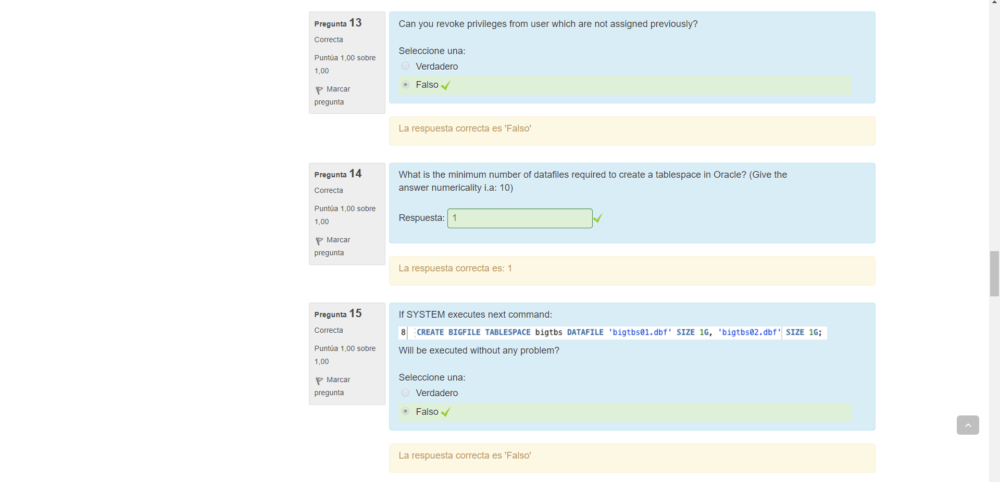 Pregunta 13
Correcta
Puntúa 1,00 sobre
1,00
Marcar
pregunta
Can you revoke privileges from user which are not assigned previously?
Seleccione una:
Verdadero
Falso
La respuesta correcta es 'Falso'
Pregunta 14
Correcta
Puntúa 1,00 sobre
1,00
Marcar
pregunta
What is the minimum number of datafiles required to create a tablespace in Oracle? (Give the
answer numericality i.a: 10)
Respuesta: 1
La respuesta correcta es: 1
Pregunta 15
Correcta
Puntúa 1,00 sobre
1,00
Marcar
pregunta
If SYSTEM executes next command:
8 CREATE BIGFILE TABLESPACE bigtbs DATAFILE 'bigtbs01.dbf' SIZE 1G, 'bigtbs02.dbf' SIZE 1G;
Will be executed without any problem?
Seleccione una:
Verdadero
Falso
La respuesta correcta es 'Falso'